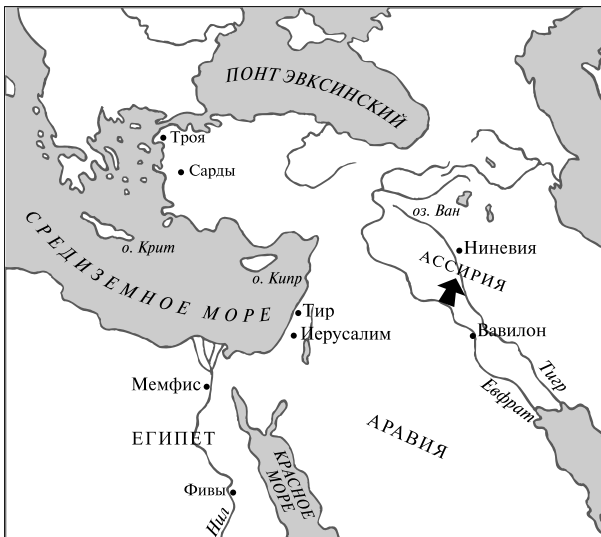 ПОНТ ЭВКСИНСКИЙ
Троя
Сарды
оз. Ван
о. Крит
Ниневия
АССИРИЯ
СРЕДИЗЕМНОЕ МОРЕ
о. Кипр
Тир
Иерусалим
Вавилон
Тигр
Евфрат
Мемфис
ЕГИПЕТ
АРАВИЯ
КРАСНОЕ
МОРЕ
Фивы
Нил